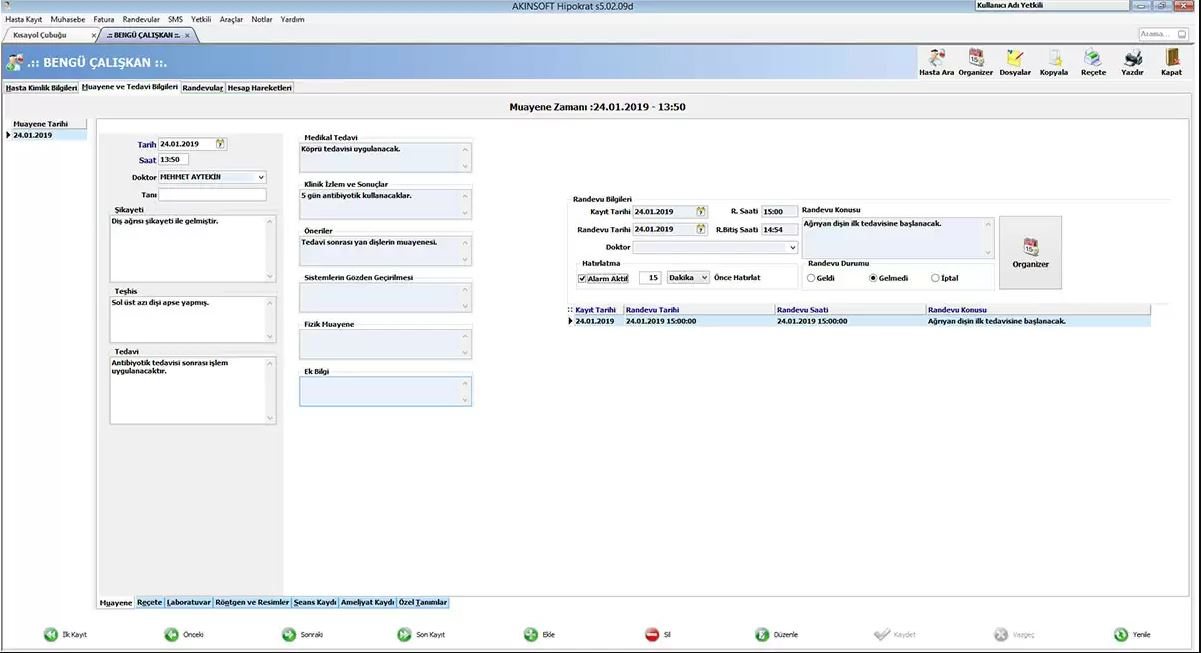 AKINSOFT Hipokrat s5.02.09d
Kullanıcı Adı Yetkili
Hasta Kayıt Muhasebe Fatura Randevular SMS Yetkili Araçlar Notlar Yardım
Kısayol Çubuğu x .:: BENGÜ ÇALIŞKAN ::. x
Arama...
.:: BENGÜ ÇALIŞKAN ::.
Hasta Ara Organizer Dosyalar Kopyala Reçete Yazdır Kapat
Hasta Kimlik Bilgileri Muayene ve Tedavi Bilgileri Randevular Hesap Hareketleri
Muayene Zamanı :24.01.2019 - 13:50
Muayene Tarihi
24.01.2019
Tarih 24.01.2019
Saat 13:50
Doktor MEHMET AYTEKİN
Tanı
Şikayeti
Diş ağrısı şikayeti ile gelmiştir.
Teşhis
Sol üst azı dişi apse yapmış.
Tedavi
Antibiyotik tedavisi sonrası işlem
uygulanacaktır.
Medikal Tedavi
Köprü tedavisi uygulanacak.
Klinik İzlem ve Sonuçlar
5 gün antibiyotik kullanacaklar.
Öneriler
Tedavi sonrası yan dişlerin muayenesi.
Sistemlerin Gözden Geçirilmesi
Fizik Muayene
Ek Bilgi
Randevu Bilgileri
Kayıt Tarihi 24.01.2019 R. Saati 15:00
Randevu Tarihi 24.01.2019 R.Bitiş Saati 14:54
Doktor
Hatırlatma
Alarm Aktif 15 Dakika Önce Hatırlat
Randevu Konusu
Ağrıyan dişin ilk tedavisine başlanacak.
Randevu Durumu
Geldi Gelmedi İptal
Organizer
Kayıt Tarihi Randevu Tarihi Randevu Saati Randevu Konusu
24.01.2019 24.01.2019 15:00:00 24.01.2019 15:00:00 Ağrıyan dişin ilk tedavisine başlanacak.
Muayene Reçete Laboratuvar Röntgen ve Resimler Seans Kaydı Ameliyat Kaydı Özel Tanımlar
İlk Kayıt Önceki Sonraki Son Kayıt Ekle Sil Düzenle Kaydet Vazgeç Yenile